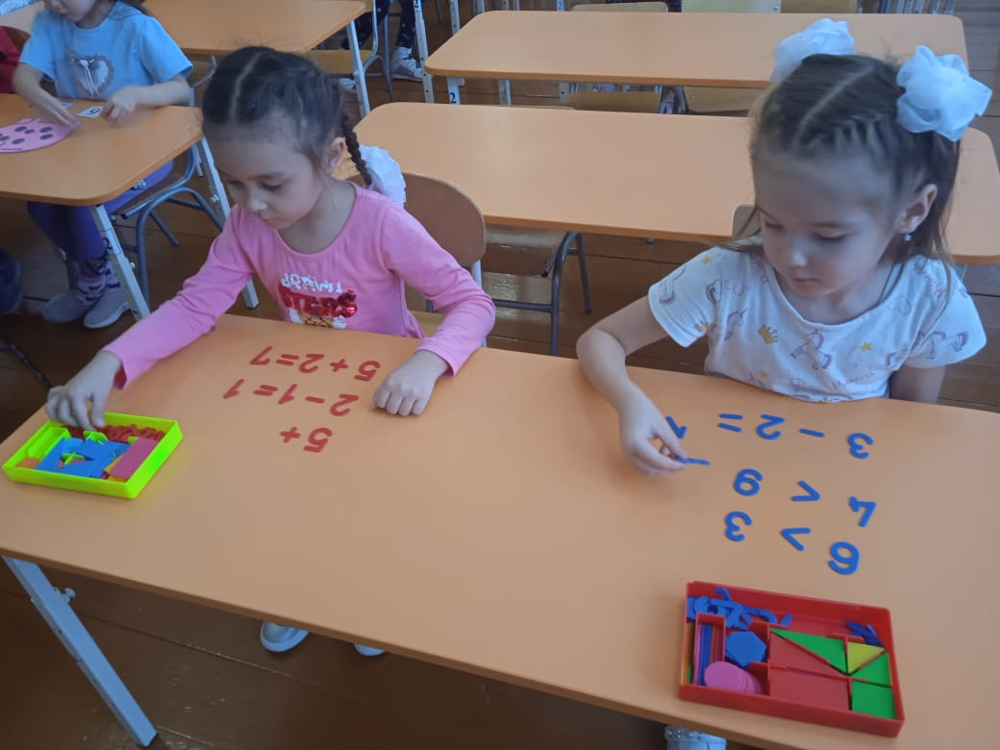 5+
2-1=1
5+2=7
9 > 3
4 < 6
3 - 2 = 1